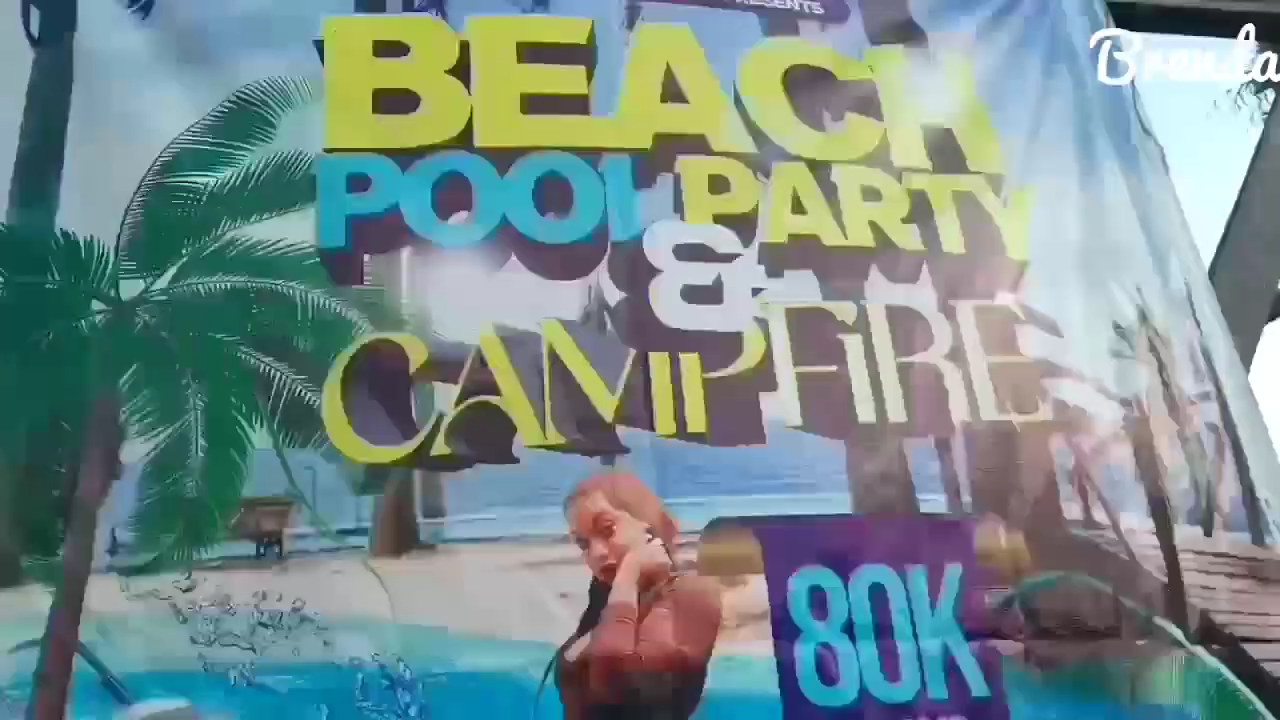 PRESENTS
Brenda
BEACH
POOL PARTY
&
CAMPFIRE
80K